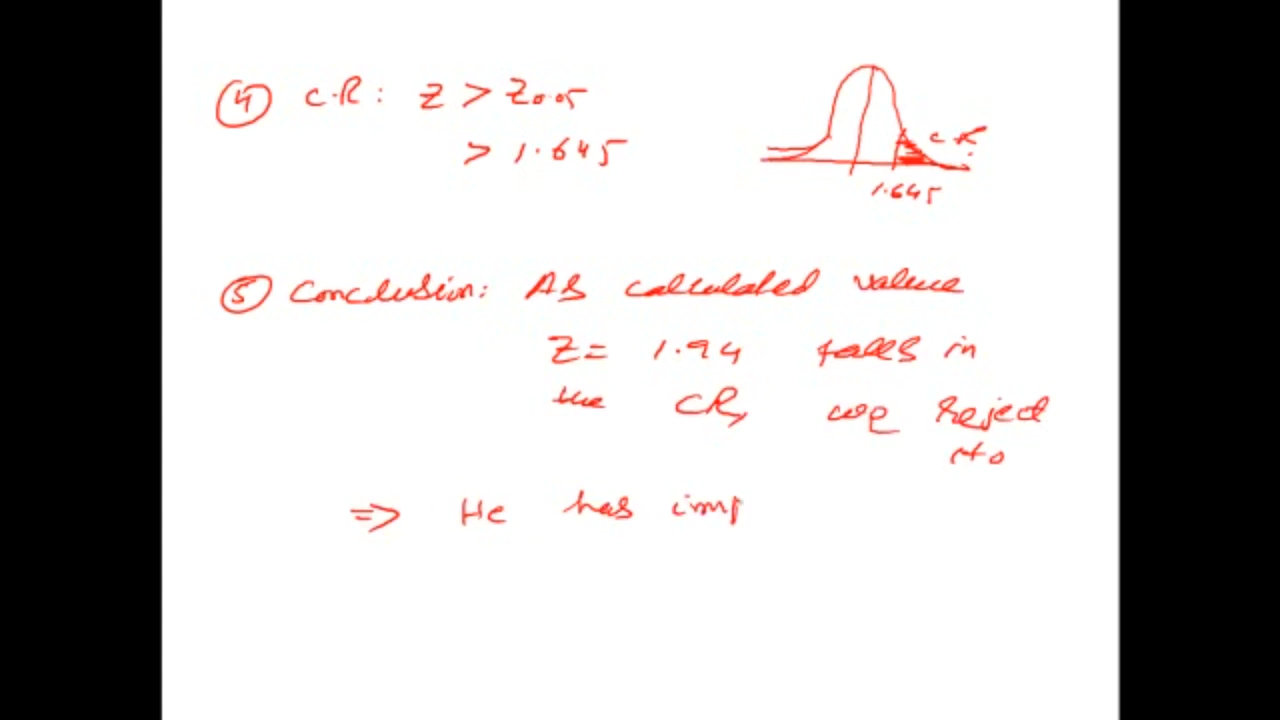 ④ C.R: Z > Z0.05
> 1.645
C.R.
1.645
⑤ Conclusion: As calculated value
Z = 1.94 falls in
the CR, we reject
Ho
⇒ He has imp